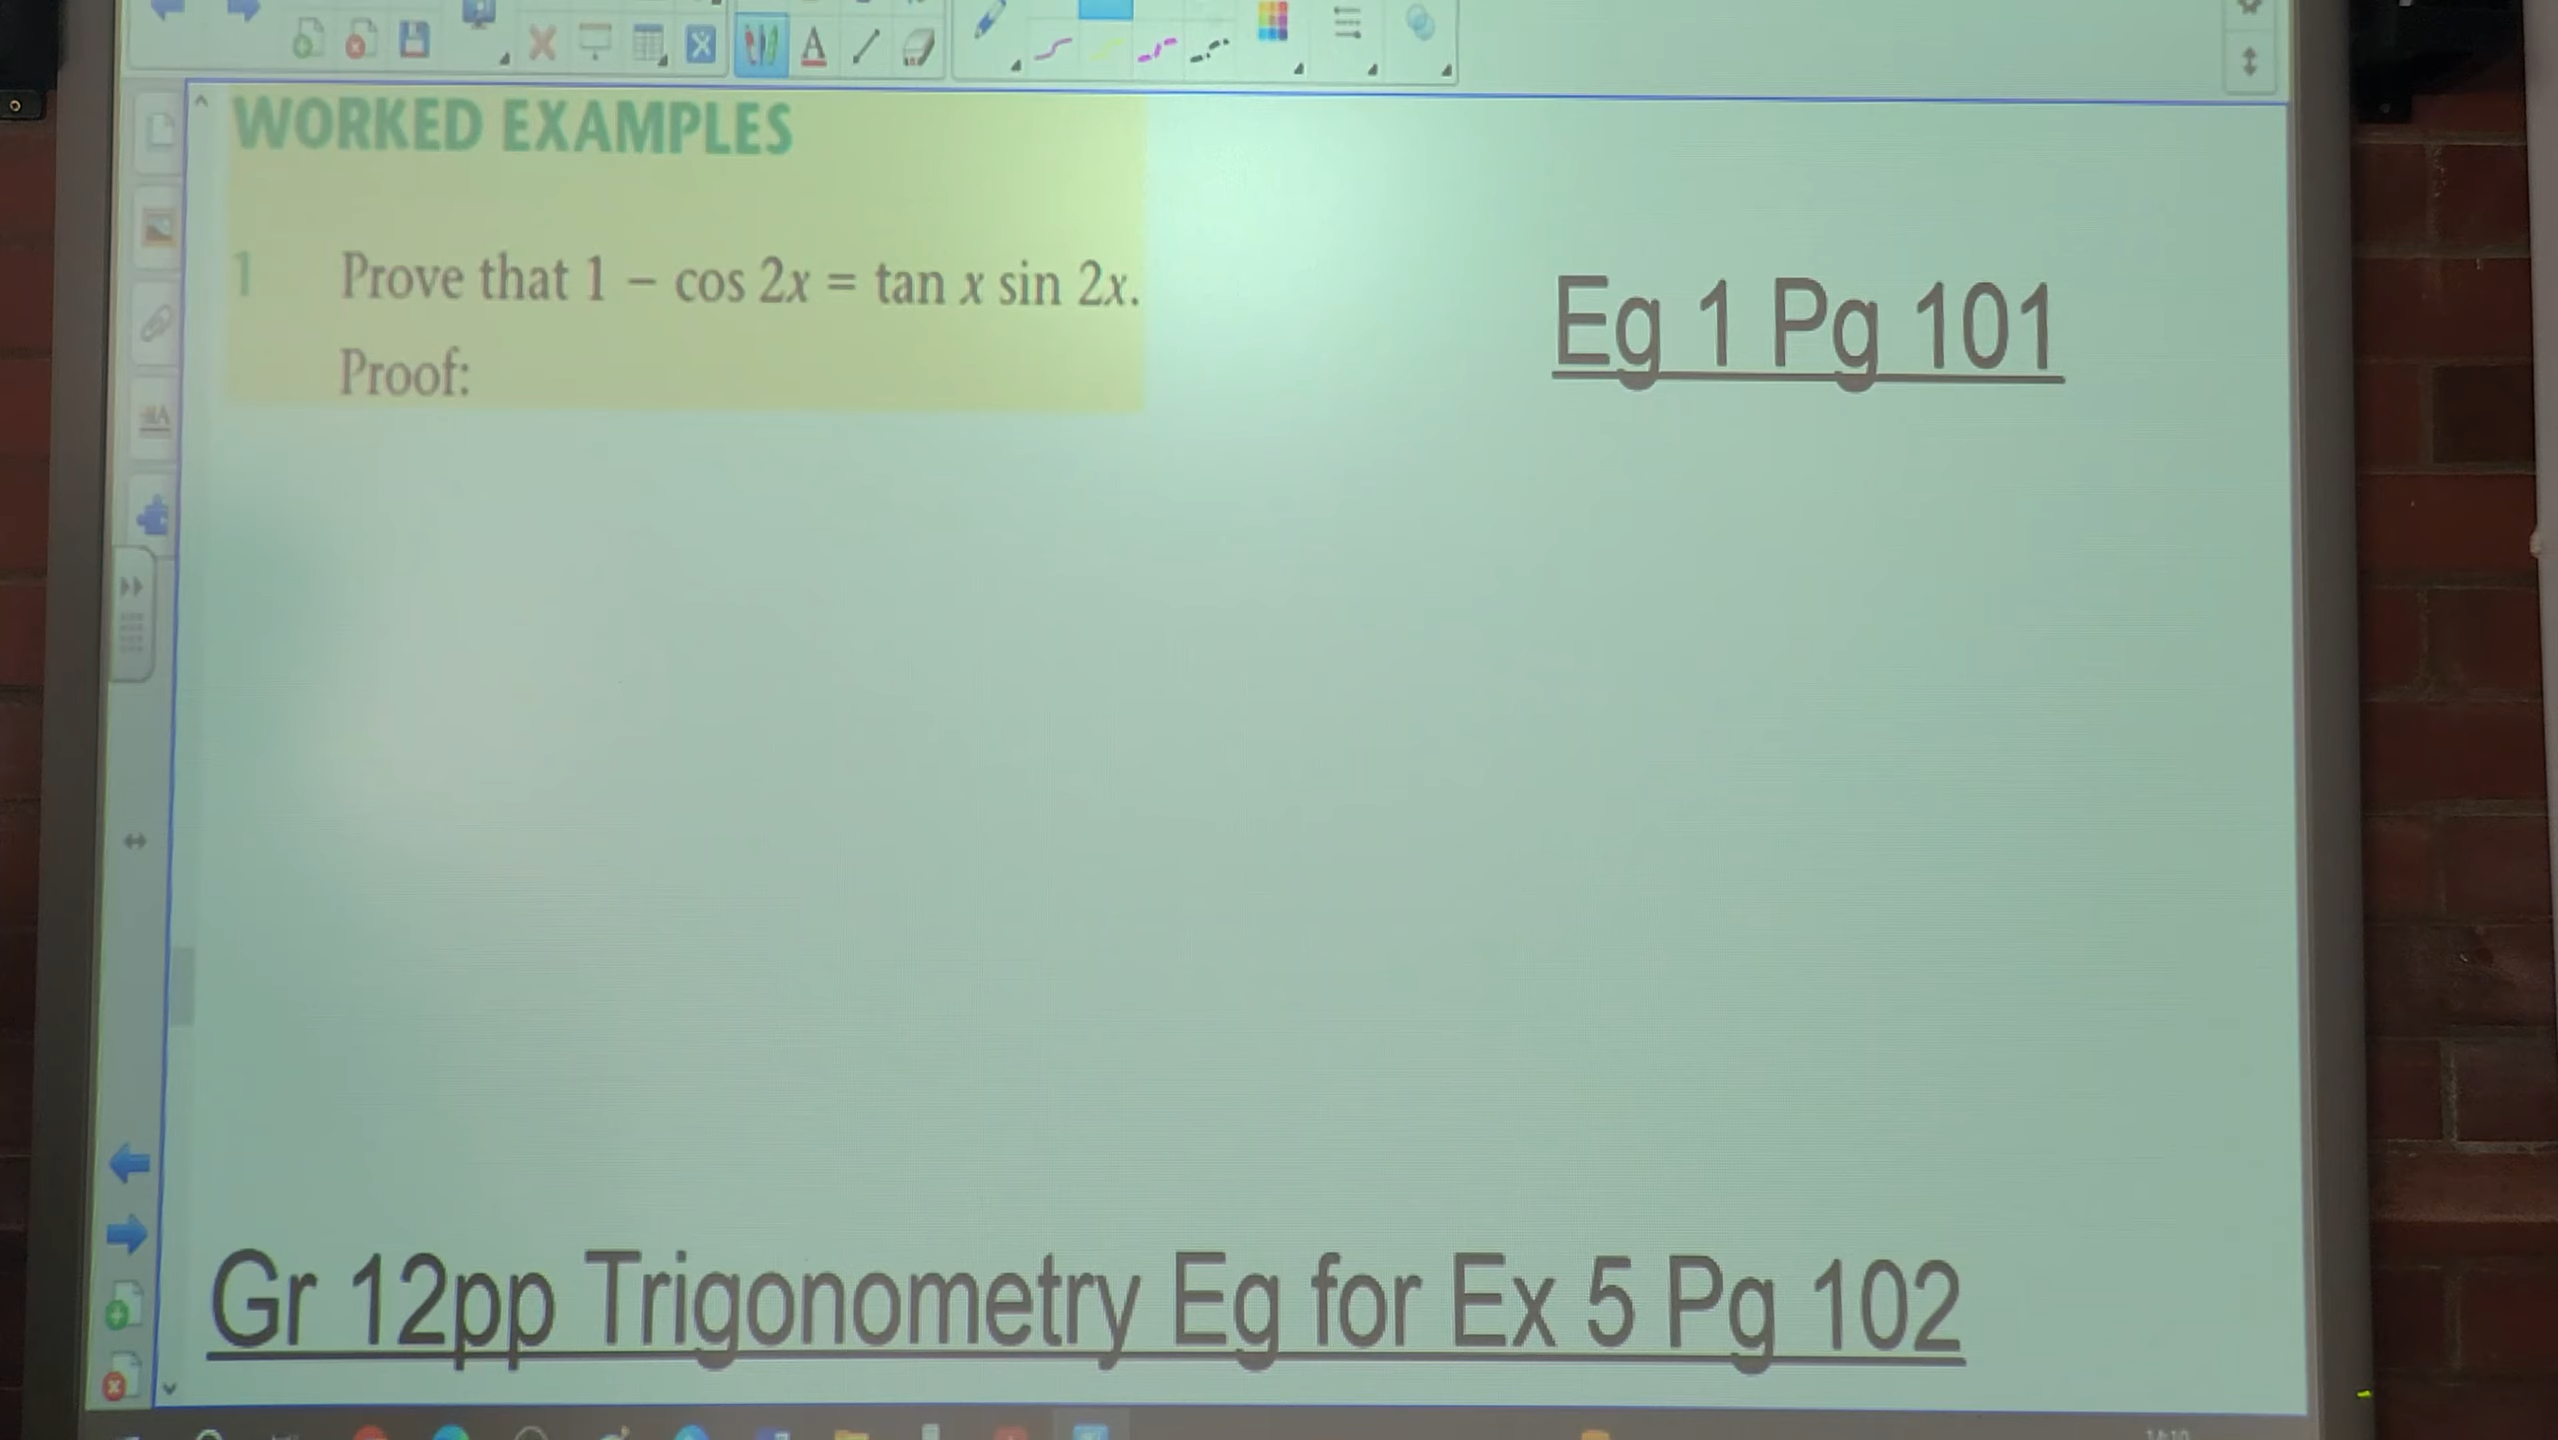 WORKED EXAMPLES
1 Prove that 1 − cos 2x = tan x sin 2x.
Proof:
Eg 1 Pg 101
Gr 12pp Trigonometry Eg for Ex 5 Pg 102